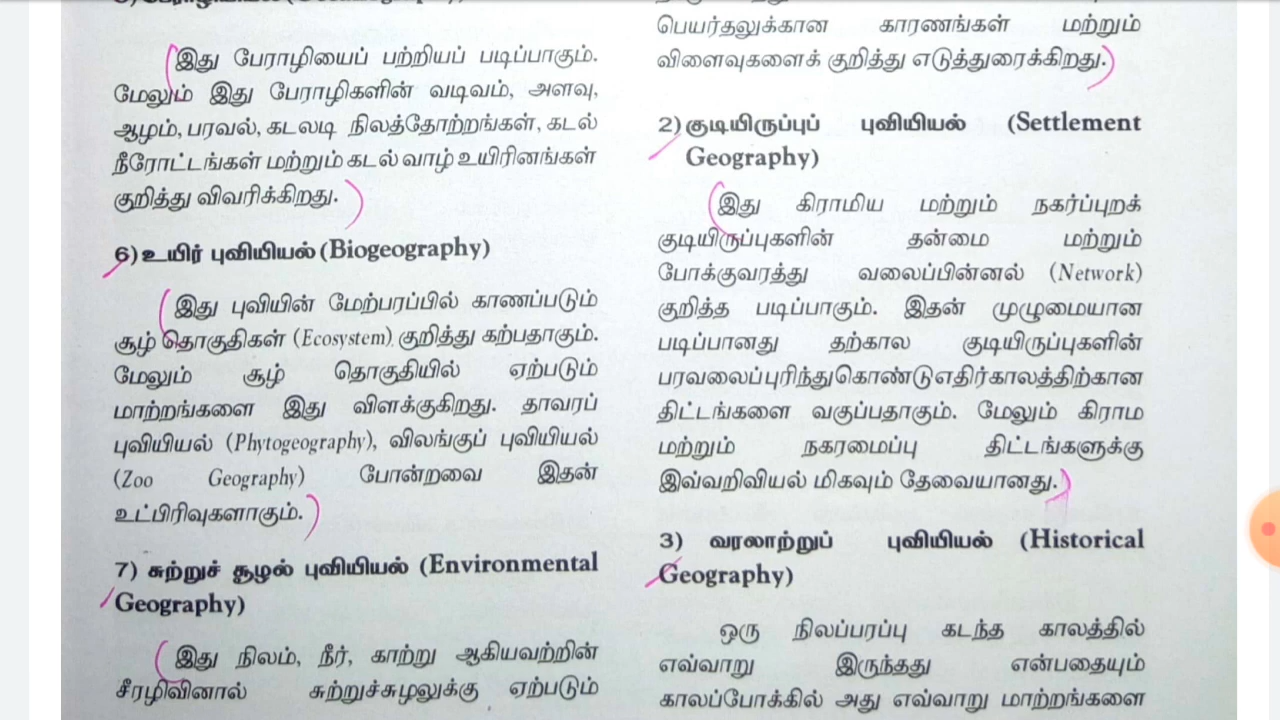 இது பேராழியைப் பற்றியப் படிப்பாகும்.
மேலும் இது பேராழிகளின் வடிவம், அளவு,
ஆழம், பரவல், கடலடி நிலத்தோற்றங்கள், கடல்
நீரோட்டங்கள் மற்றும் கடல் வாழ் உயிரினங்கள்
குறித்து விவரிக்கிறது.
6) உயிர் புவியியல் (Biogeography)
இது புவியின் மேற்பரப்பில் காணப்படும்
சூழ் தொகுதிகள் (Ecosystem) குறித்து கற்பதாகும்.
மேலும் சூழ் தொகுதியில் ஏற்படும்
மாற்றங்களை இது விளக்குகிறது. தாவரப்
புவியியல் (Phytogeography), விலங்குப் புவியியல்
(Zoo Geography) போன்றவை இதன்
உட்பிரிவுகளாகும்.
7) சுற்றுச் சூழல் புவியியல் (Environmental
Geography)
இது நிலம், நீர், காற்று ஆகியவற்றின்
சீரழிவினால் சுற்றுச்சுழலுக்கு ஏற்படும்
பெயர்தலுக்கான காரணங்கள் மற்றும்
விளைவுகளைக் குறித்து எடுத்துரைக்கிறது.
2) குடியிருப்புப் புவியியல் (Settlement
Geography)
இது கிராமிய மற்றும் நகர்ப்புறக்
குடியிருப்புகளின் தன்மை மற்றும்
போக்குவரத்து வலைப்பின்னல் (Network)
குறித்த படிப்பாகும். இதன் முழுமையான
படிப்பானது தற்கால குடியிருப்புகளின்
பரவலைப்புரிந்துகொண்டுஎதிர்காலத்திற்கான
திட்டங்களை வகுப்பதாகும். மேலும் கிராம
மற்றும் நகரமைப்பு திட்டங்களுக்கு
இவ்வறிவியல் மிகவும் தேவையானது.
3) வரலாற்றுப் புவியியல் (Historical
Geography)
ஒரு நிலப்பரப்பு கடந்த காலத்தில்
எவ்வாறு இருந்தது என்பதையும்
காலப்போக்கில் அது எவ்வாறு மாற்றங்களை